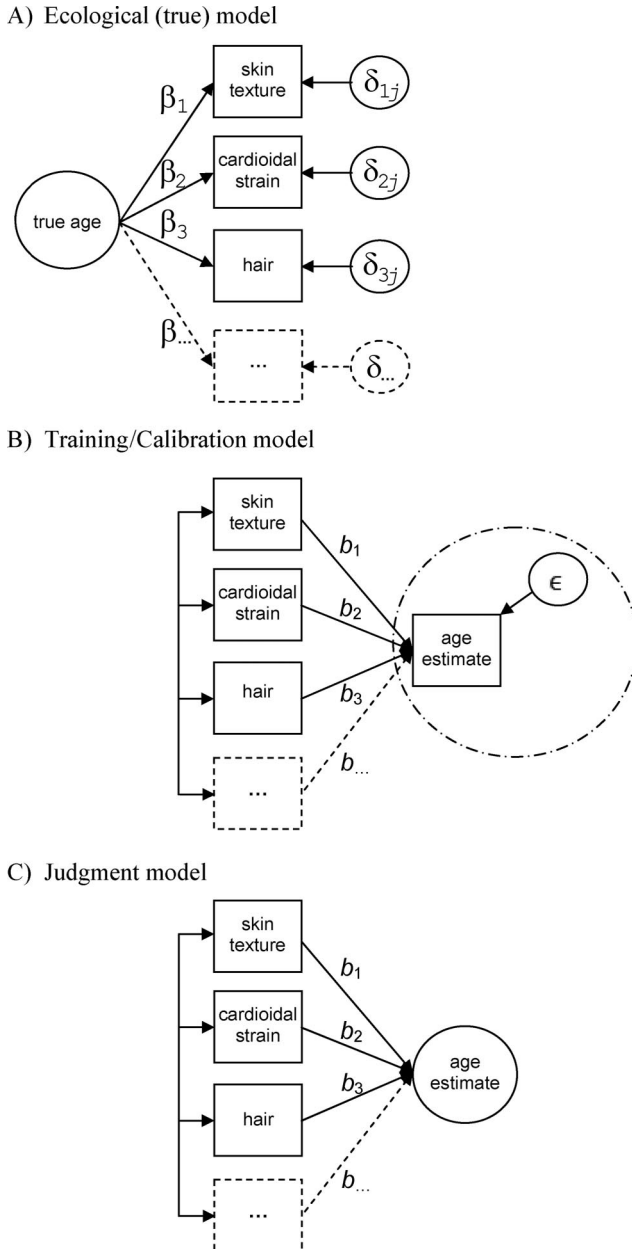 A) Ecological (true) model
skin
texture
δ1j
β1
cardioidal
strain
δ2j
β2
true age
β3
hair
δ3j
β...
...
δ...
B) Training/Calibration model
skin
texture
b1
ϵ
cardioidal
strain
b2
age
estimate
hair
b3
...
b...
C) Judgment model
skin
texture
b1
cardioidal
strain
b2
age
estimate
hair
b3
...
b...